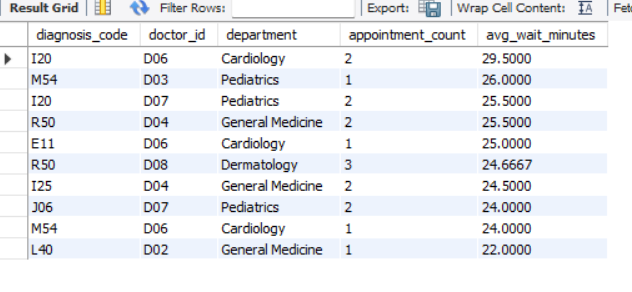 Result Grid Filter Rows: Export: Wrap Cell Content:
diagnosis_code doctor_id department appointment_count avg_wait_minutes
I20 D06 Cardiology 2 29.5000
M54 D03 Pediatrics 1 26.0000
I20 D07 Pediatrics 2 25.5000
R50 D04 General Medicine 2 25.5000
E11 D06 Cardiology 1 25.0000
R50 D08 Dermatology 3 24.6667
I25 D04 General Medicine 2 24.5000
J06 D07 Pediatrics 2 24.0000
M54 D06 Cardiology 1 24.0000
L40 D02 General Medicine 1 22.0000